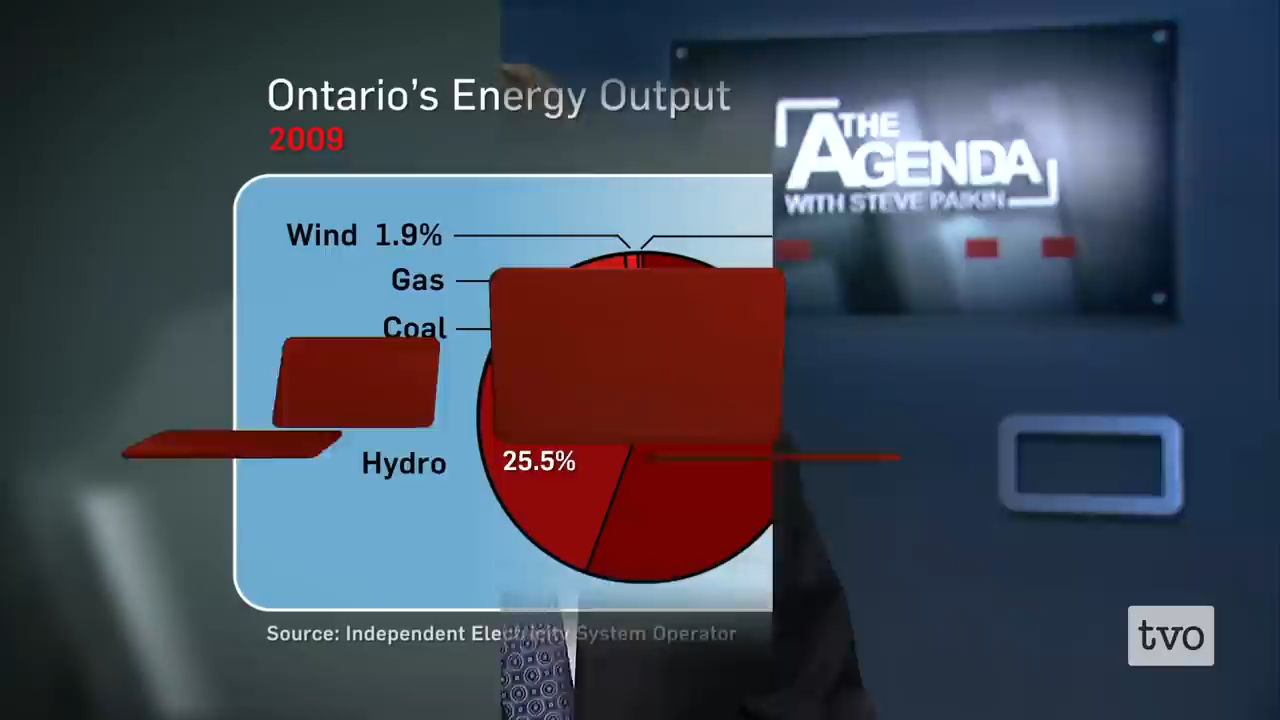 Ontario's Energy Output
2009
Wind 1.9%
Gas
Coal
Hydro
25.5%
Source: Independent Electricity System Operator
THE
AGENDA
WITH STEVE PAIKIN
tvo